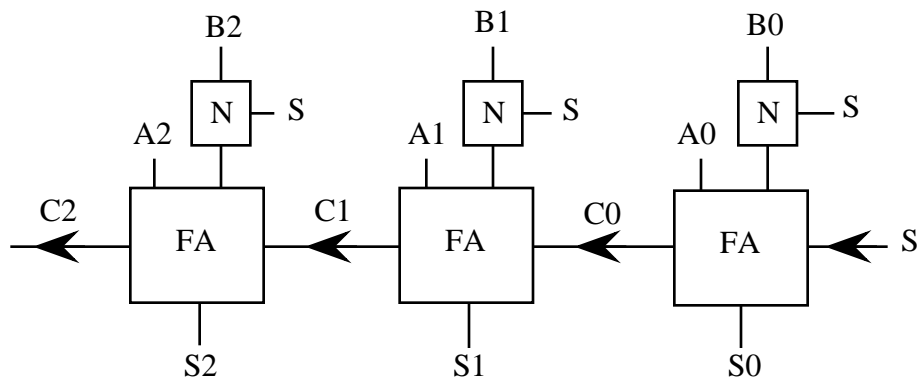 B2 B1 B0
N S N S N S
A2 A1 A0
C2 FA C1 FA C0 FA S
S2 S1 S0